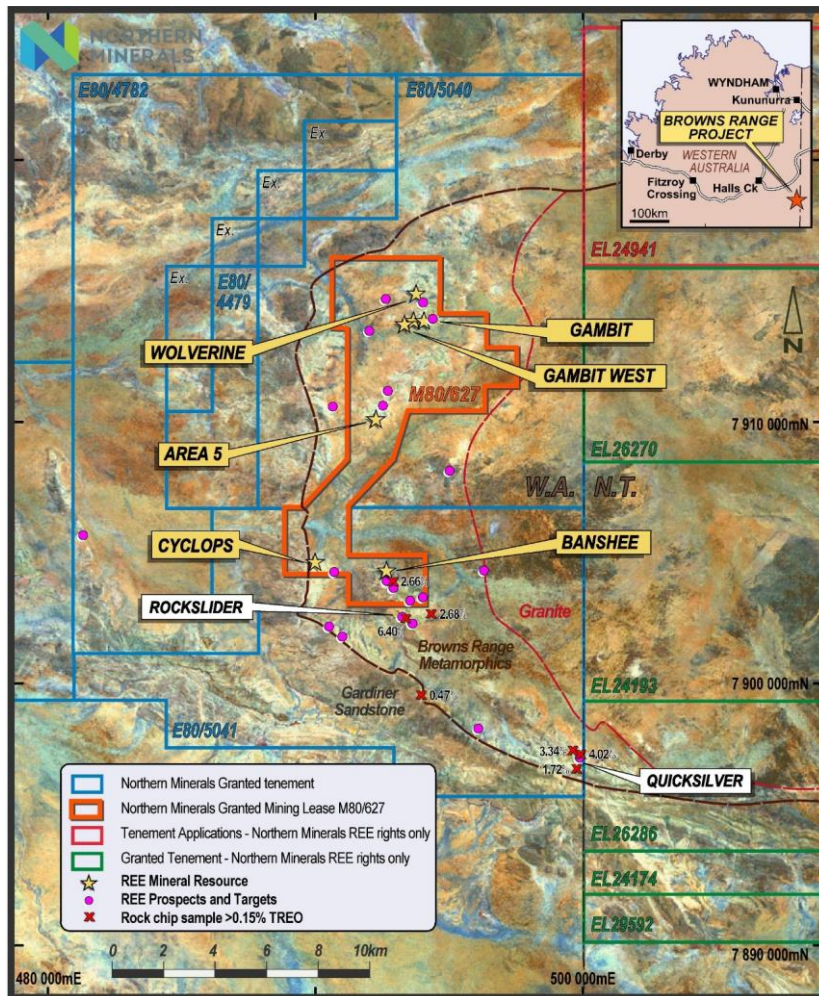 NORTHERN
MINERALS
E80/4782
E80/5040
Ex.
Ex.
Ex.
Ex.
E80/
4479
WYNDHAM
Kununurra
BROWNS RANGE
PROJECT
Derby
WESTERN
AUSTRALIA
Fitzroy
Crossing
Halls Ck
100km
EL24941
WOLVERINE
GAMBIT
GAMBIT WEST
N
M80/627
7 910 000mN
AREA 5
EL26270
W.A.
N.T.
CYCLOPS
BANSHEE
2.66%
ROCKSLIDER
2.68%
6.40%
Granite
Browns Range
Metamorphics
EL24193
7 900 000mN
Gardiner
Sandstone
0.47%
E80/5041
3.34%
4.02%
1.72%
QUICKSILVER
Northern Minerals Granted tenement
Northern Minerals Granted Mining Lease M80/627
Tenement Applications - Northern Minerals REE rights only
Granted Tenement - Northern Minerals REE rights only
REE Mineral Resource
REE Prospects and Targets
Rock chip sample >0.15% TREO
EL26286
EL24174
EL29592
0 2 4 6 8 10km
7 890 000mN
480 000mE
500 000mE